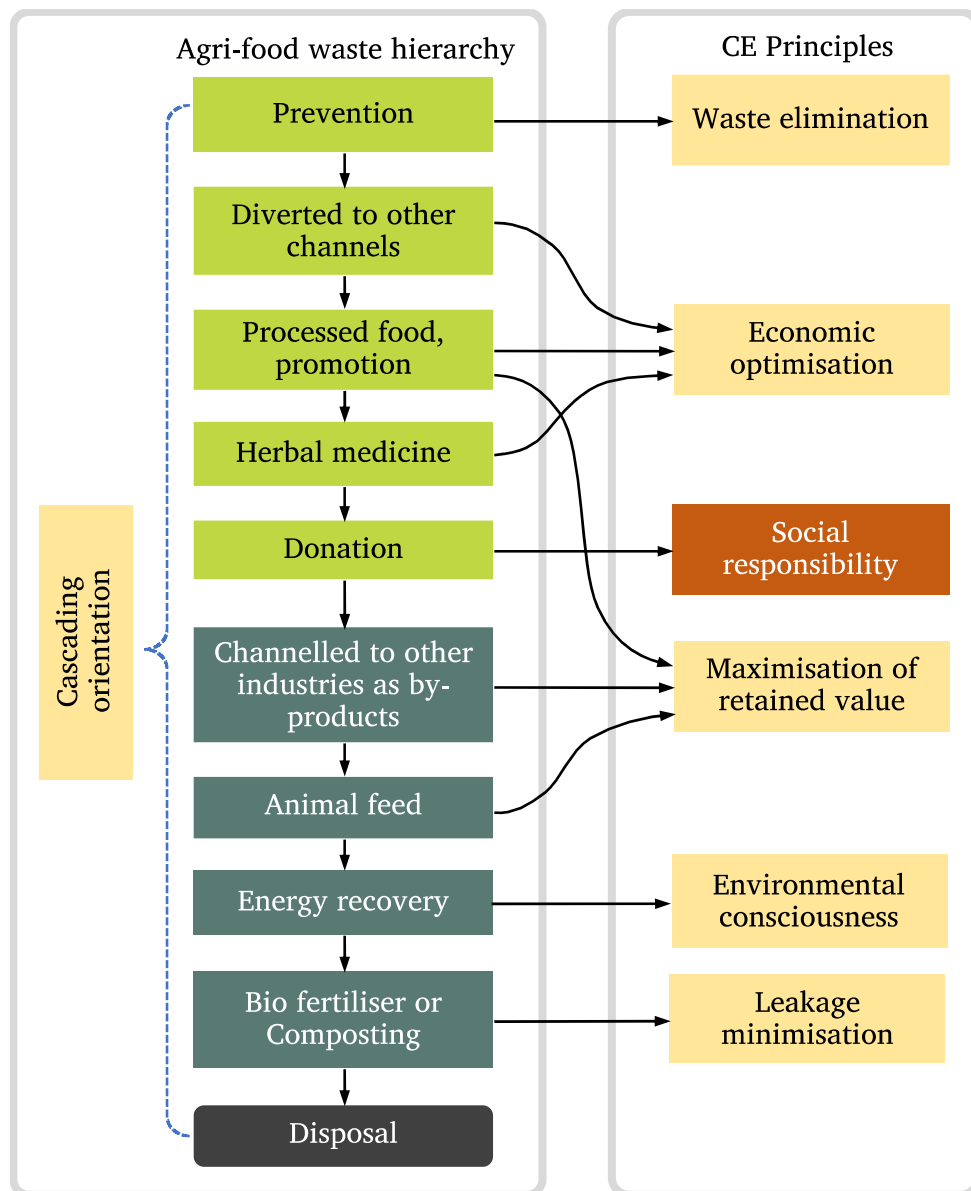 Agri-food waste hierarchy
CE Principles
Prevention
Waste elimination
Diverted to other
channels
Processed food,
promotion
Economic
optimisation
Herbal medicine
Donation
Social
responsibility
Cascading
orientation
Channelled to other
industries as by-
products
Maximisation of
retained value
Animal feed
Energy recovery
Environmental
consciousness
Bio fertiliser or
Composting
Leakage
minimisation
Disposal